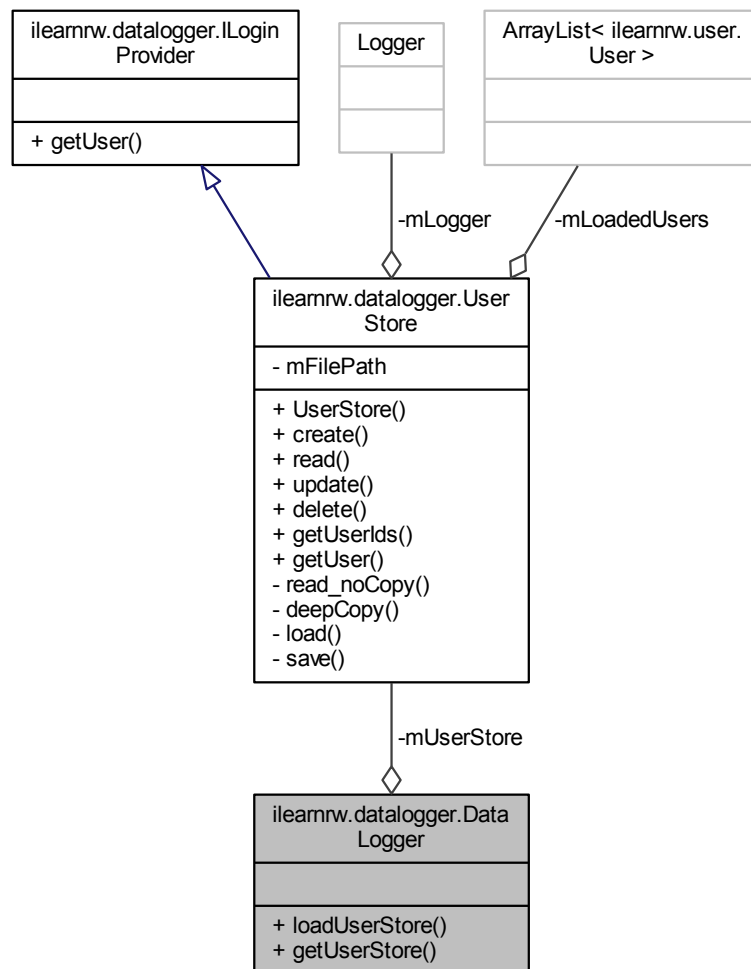 ilearnrw.datalogger.ILogin
Provider
+ getUser()
Logger
ArrayList< ilearnrw.user.
User >
-mLogger
-mLoadedUsers
ilearnrw.datalogger.User
Store
- mFilePath
+ UserStore()
+ create()
+ read()
+ update()
+ delete()
+ getUserIds()
+ getUser()
- read_noCopy()
- deepCopy()
- load()
- save()
-mUserStore
ilearnrw.datalogger.Data
Logger
+ loadUserStore()
+ getUserStore()